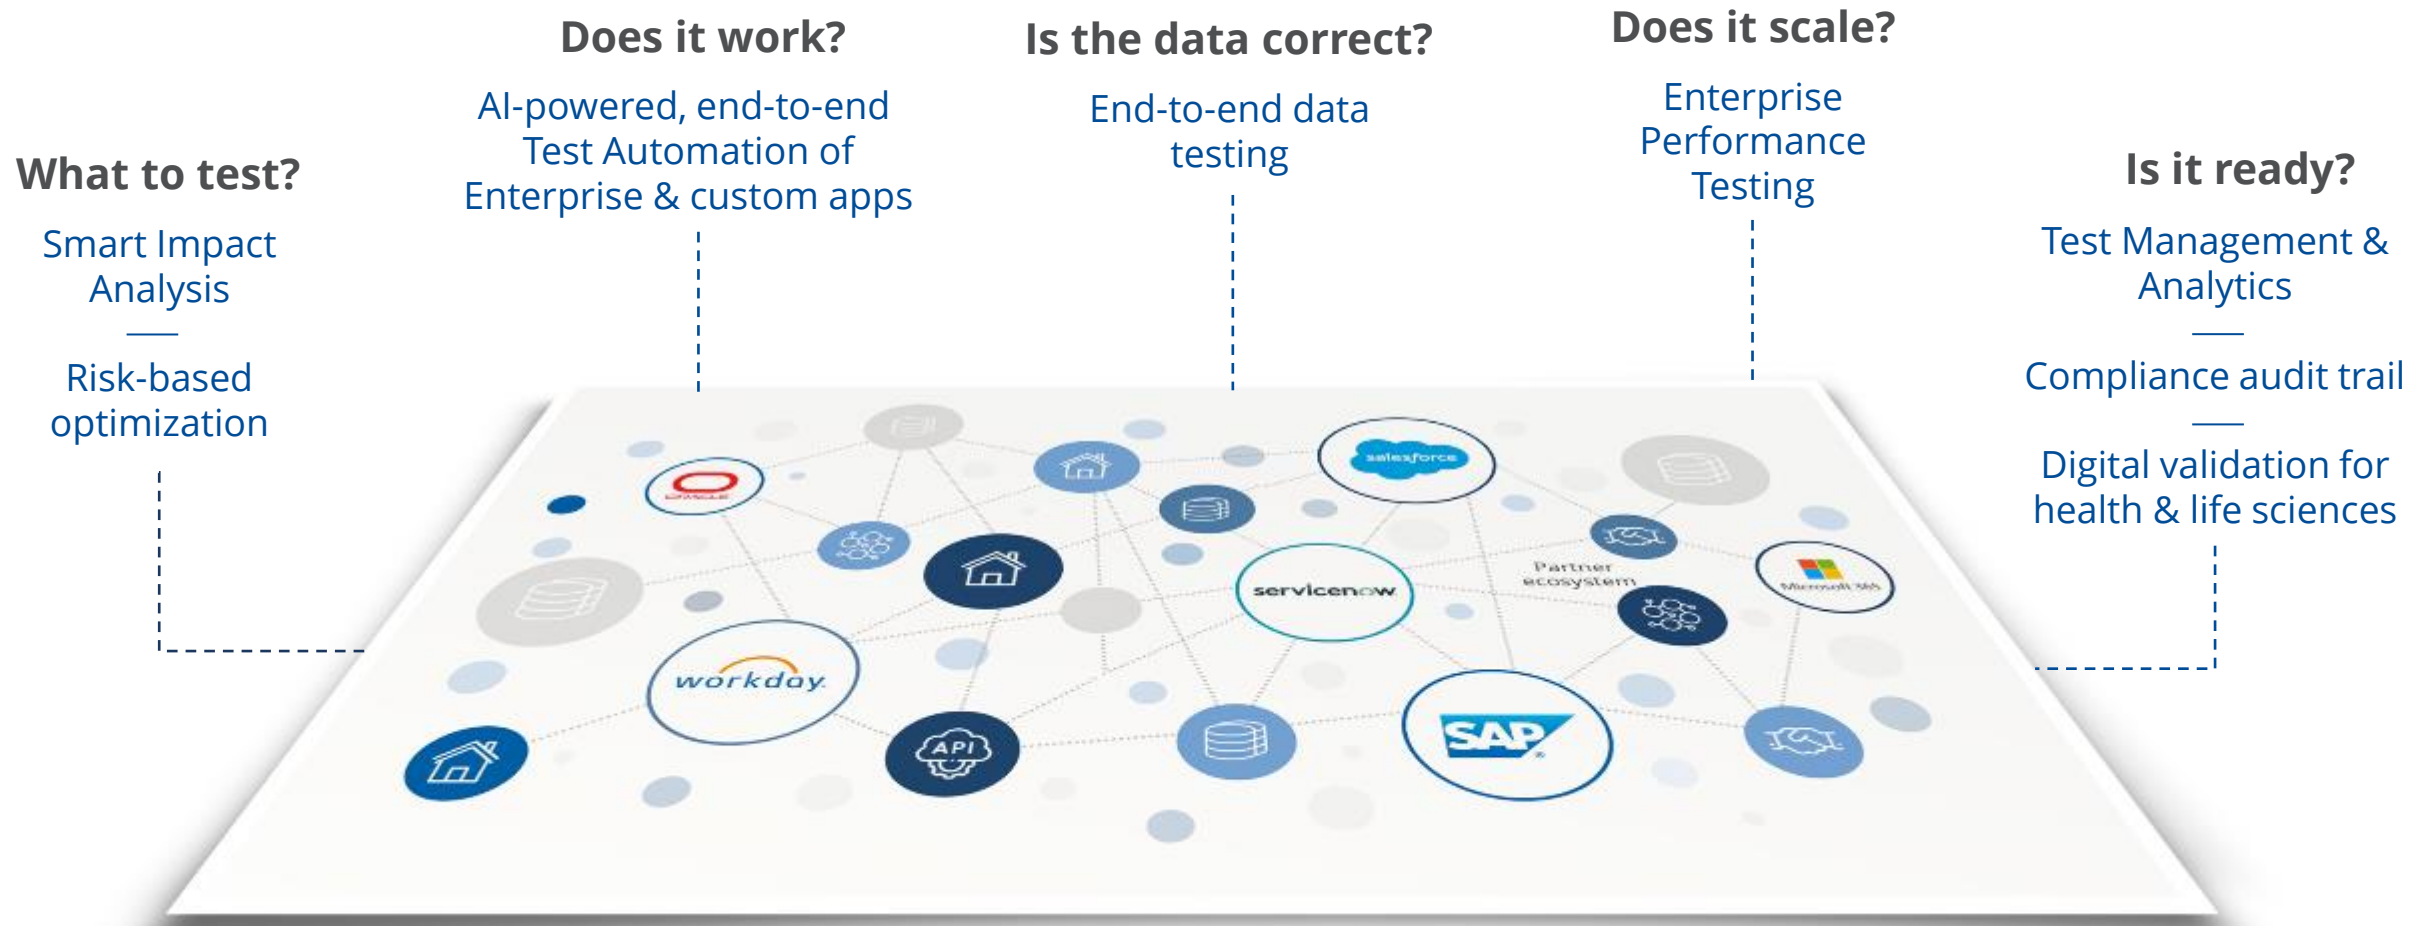 What to test?
Smart Impact
Analysis
Risk-based
optimization
Does it work?
AI-powered, end-to-end
Test Automation of
Enterprise & custom apps
Is the data correct?
End-to-end data
testing
Does it scale?
Enterprise
Performance
Testing
Is it ready?
Test Management &
Analytics
Compliance audit trail
Digital validation for
health & life sciences
ORACLE
salesforce
servicenow
Partner
ecosystem
Microsoft 365
workday.
API
SAP
®